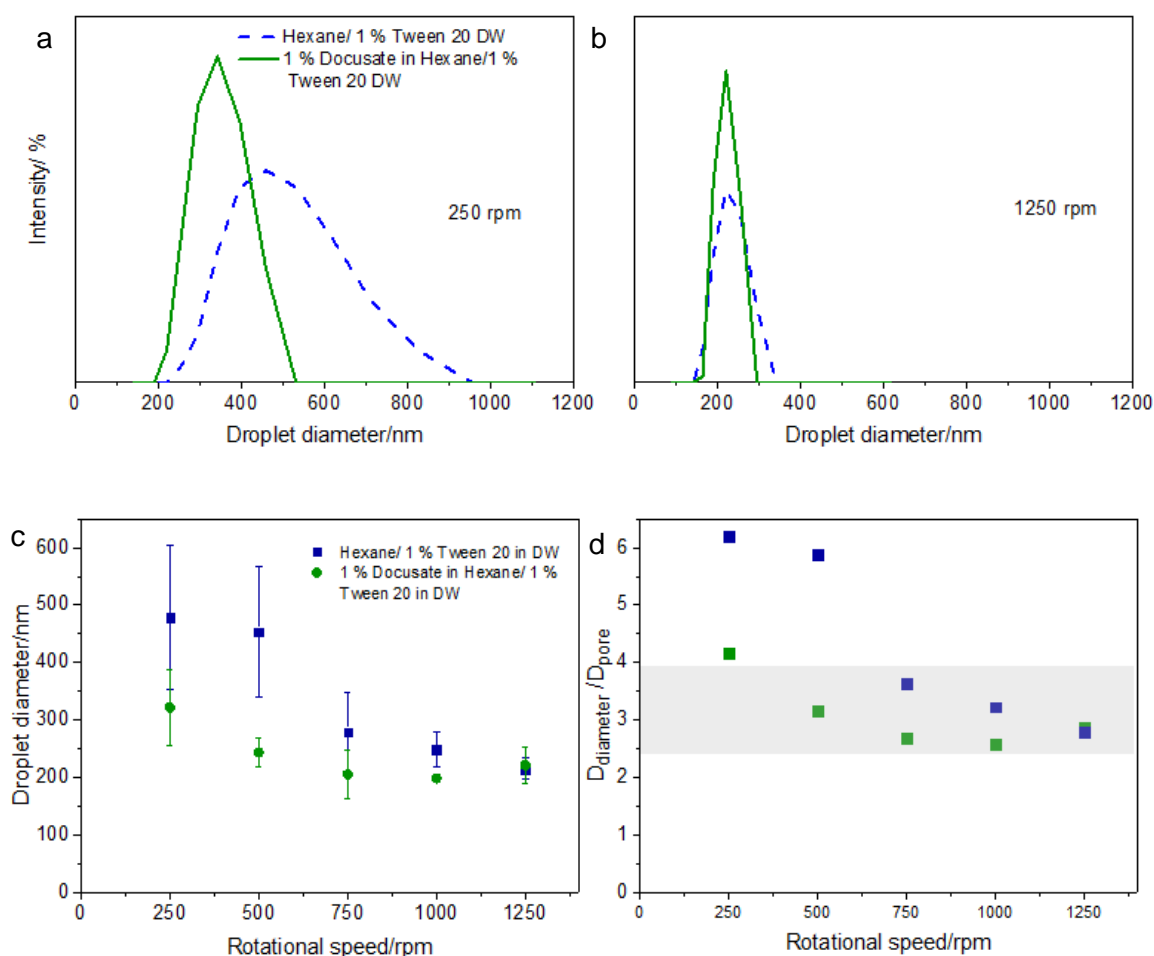 a
Hexane/ 1 % Tween 20 DW
1 % Docusate in Hexane/1 %
Tween 20 DW
250 rpm
Intensity/ %
0 200 400 600 800 1000 1200
Droplet diameter/nm
b
1250 rpm
0 200 400 600 800 1000 1200
Droplet diameter/nm
c
Hexane/ 1 % Tween 20 in DW
1 % Docusate in Hexane/ 1 %
Tween 20 in DW
600
500
400
300
200
100
0
Droplet diameter/nm
0 250 500 750 1000 1250
Rotational speed/rpm
d
6
5
4
3
2
1
0
D_diameter /D_pore
0 250 500 750 1000 1250
Rotational speed/rpm